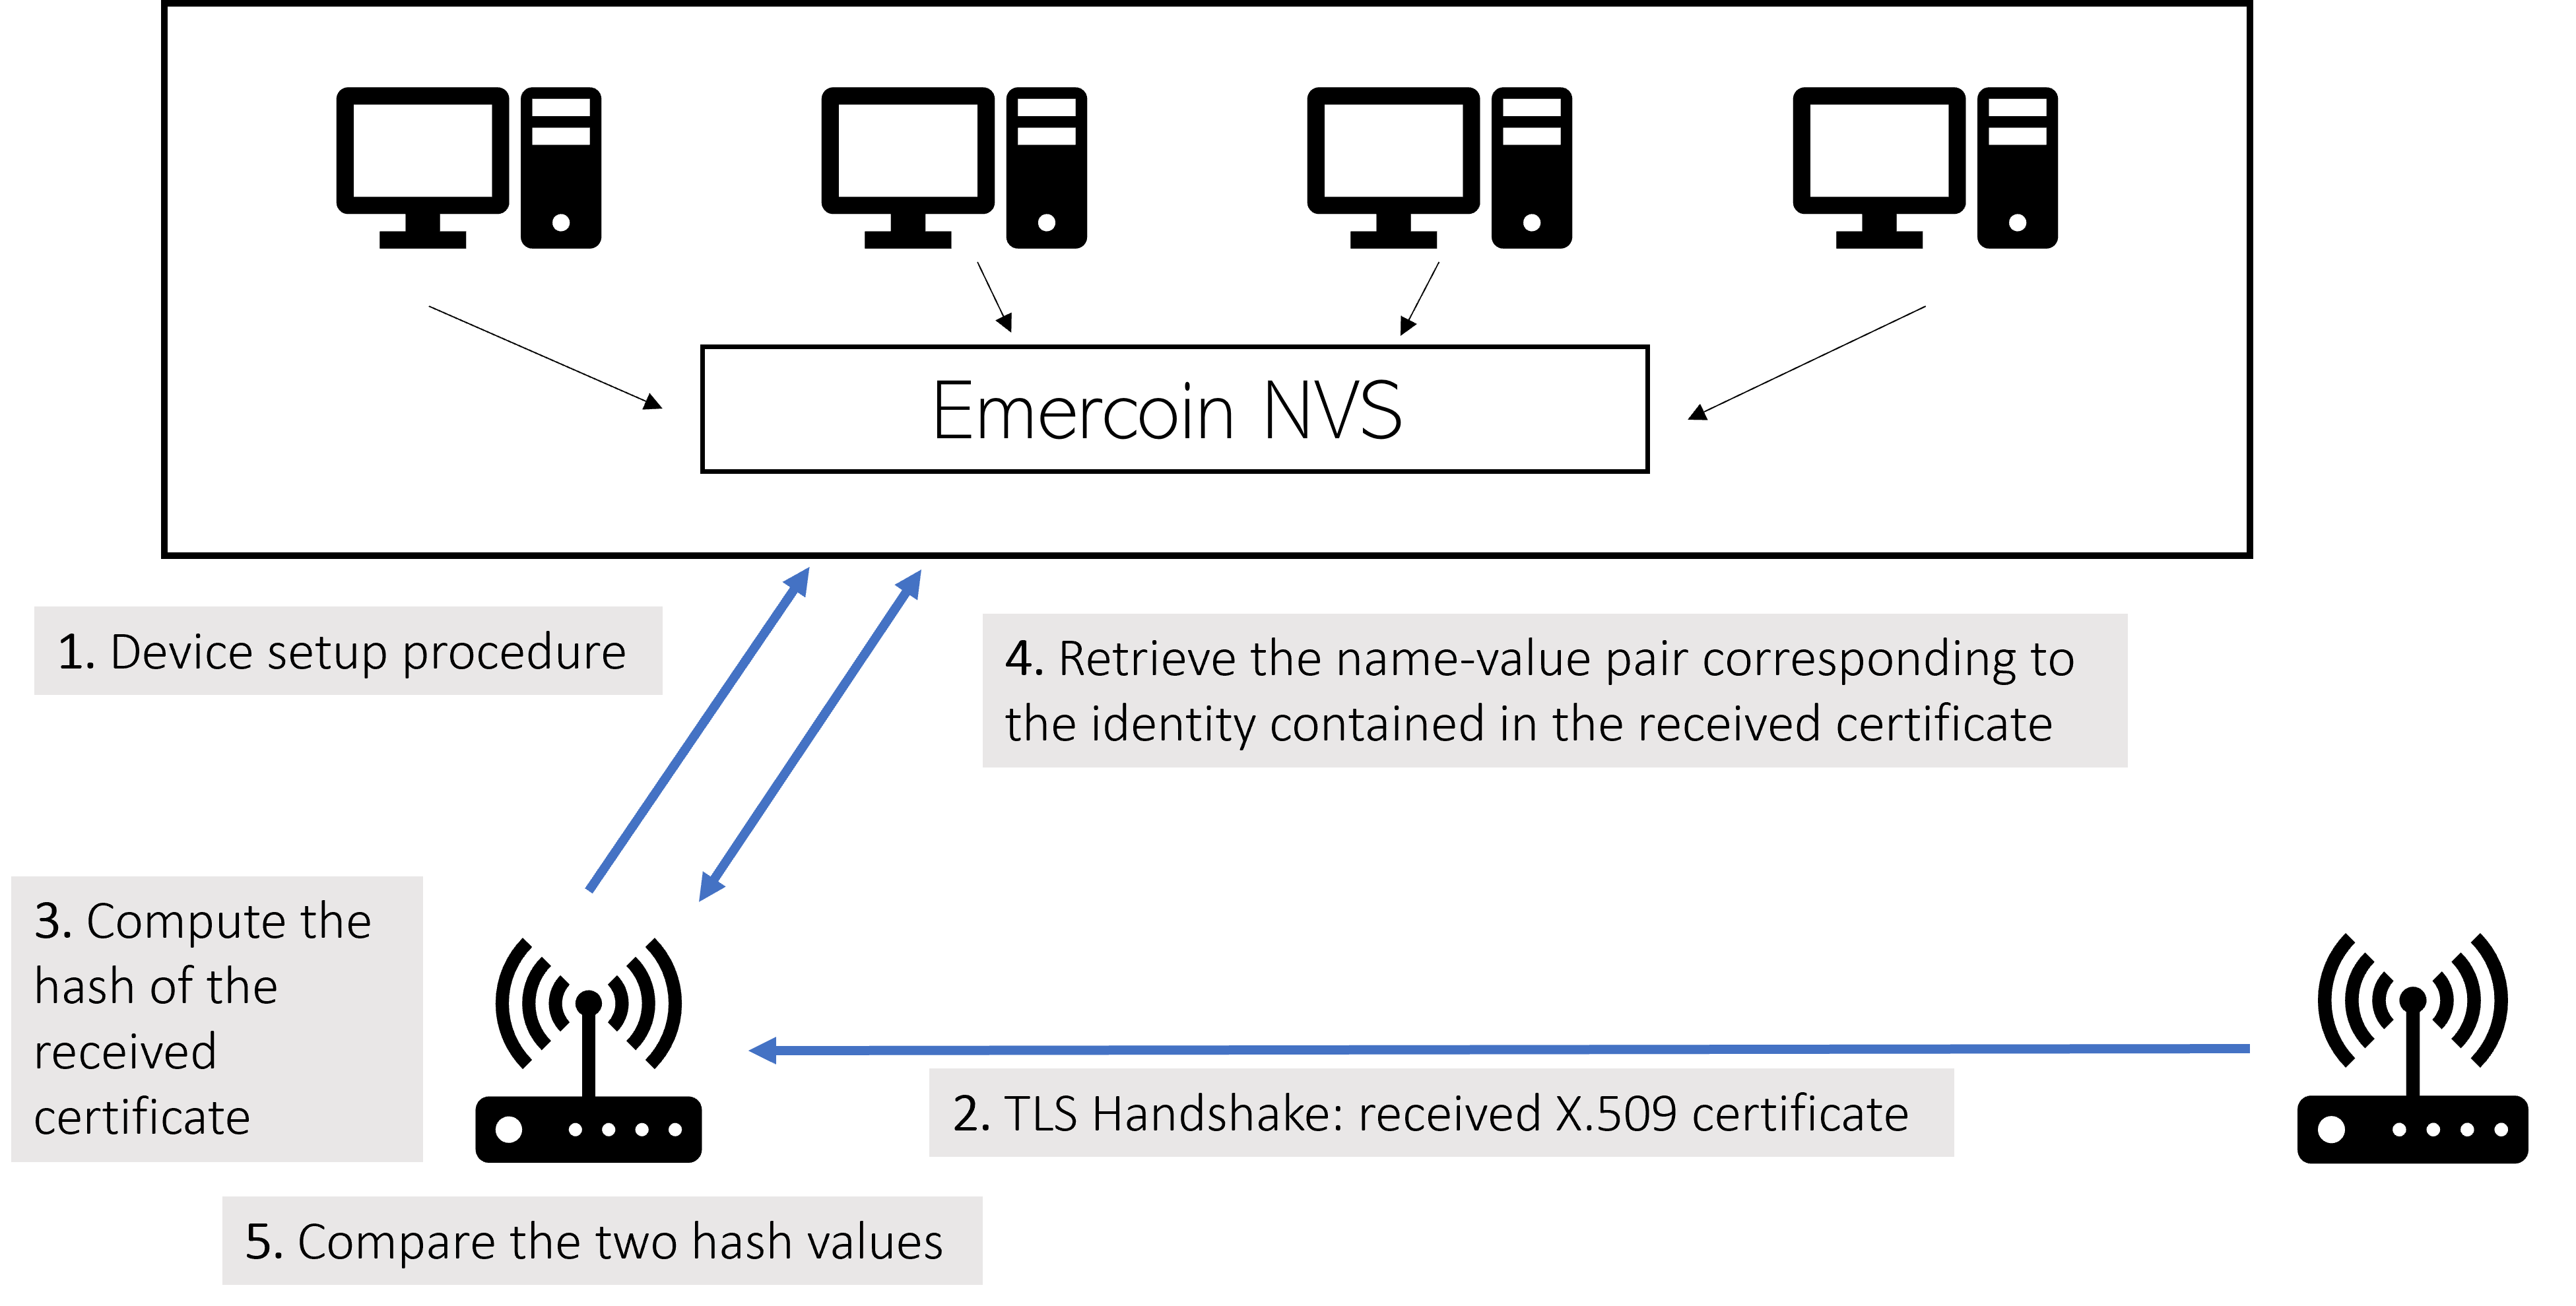 Emercoin NVS
1. Device setup procedure
4. Retrieve the name-value pair corresponding to
the identity contained in the received certificate
3. Compute the
hash of the
received
certificate
2. TLS Handshake: received X.509 certificate
5. Compare the two hash values